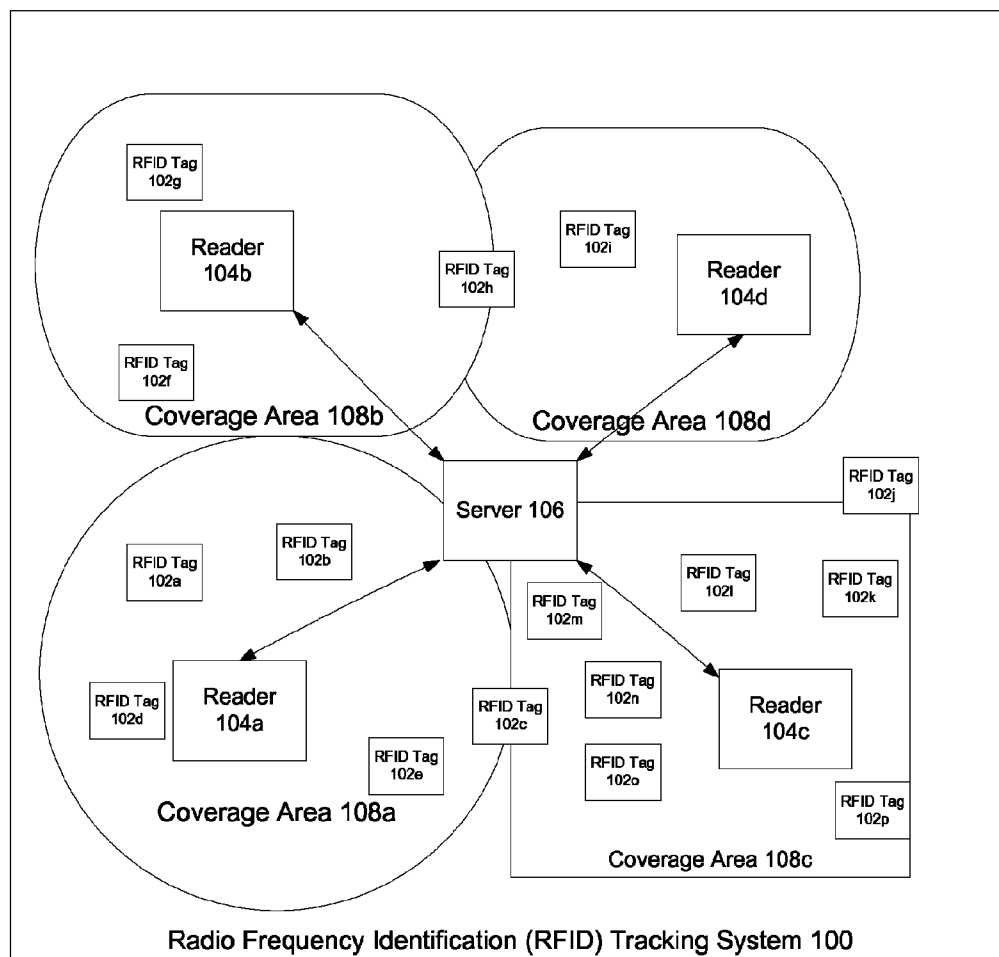 RFID Tag
102g
Reader
104b
RFID Tag
102h
RFID Tag
102i
Reader
104d
RFID Tag
102f
Coverage Area 108b
Coverage Area 108d
Server 106
RFID Tag
102j
RFID Tag
102a
RFID Tag
102b
RFID Tag
102m
RFID Tag
102l
RFID Tag
102k
RFID Tag
102d
Reader
104a
RFID Tag
102c
RFID Tag
102n
Reader
104c
RFID Tag
102e
RFID Tag
102o
RFID Tag
102p
Coverage Area 108a
Coverage Area 108c
Radio Frequency Identification (RFID) Tracking System 100